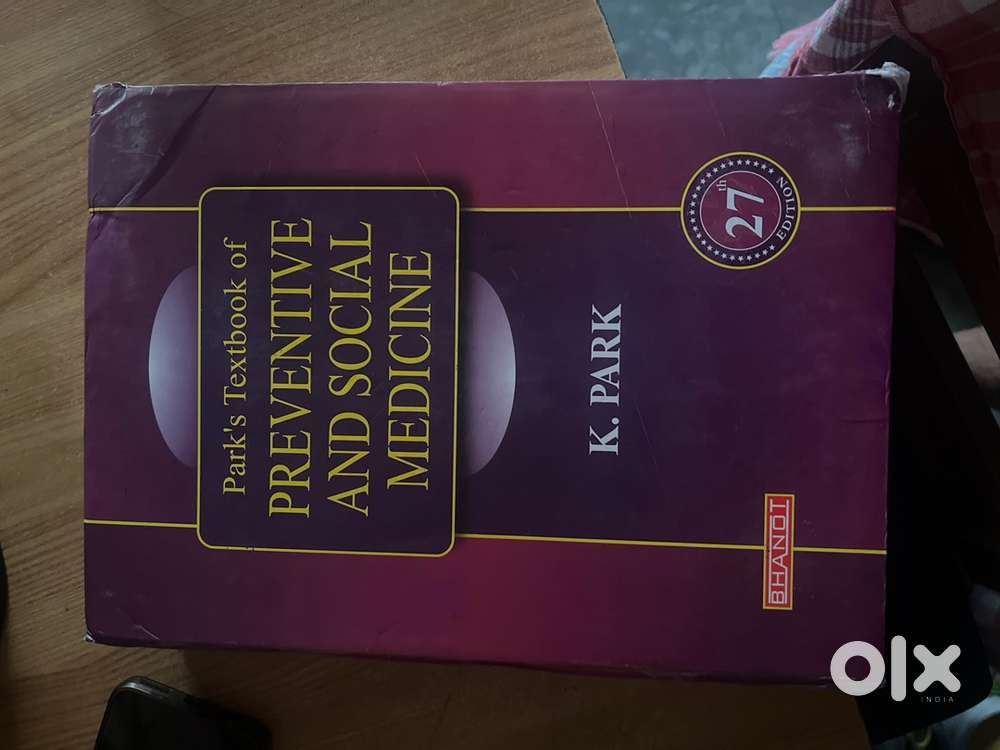 Park's Textbook of
PREVENTIVE
AND SOCIAL
MEDICINE
K. PARK
27th
EDITION
BHANOT
olx
INDIA